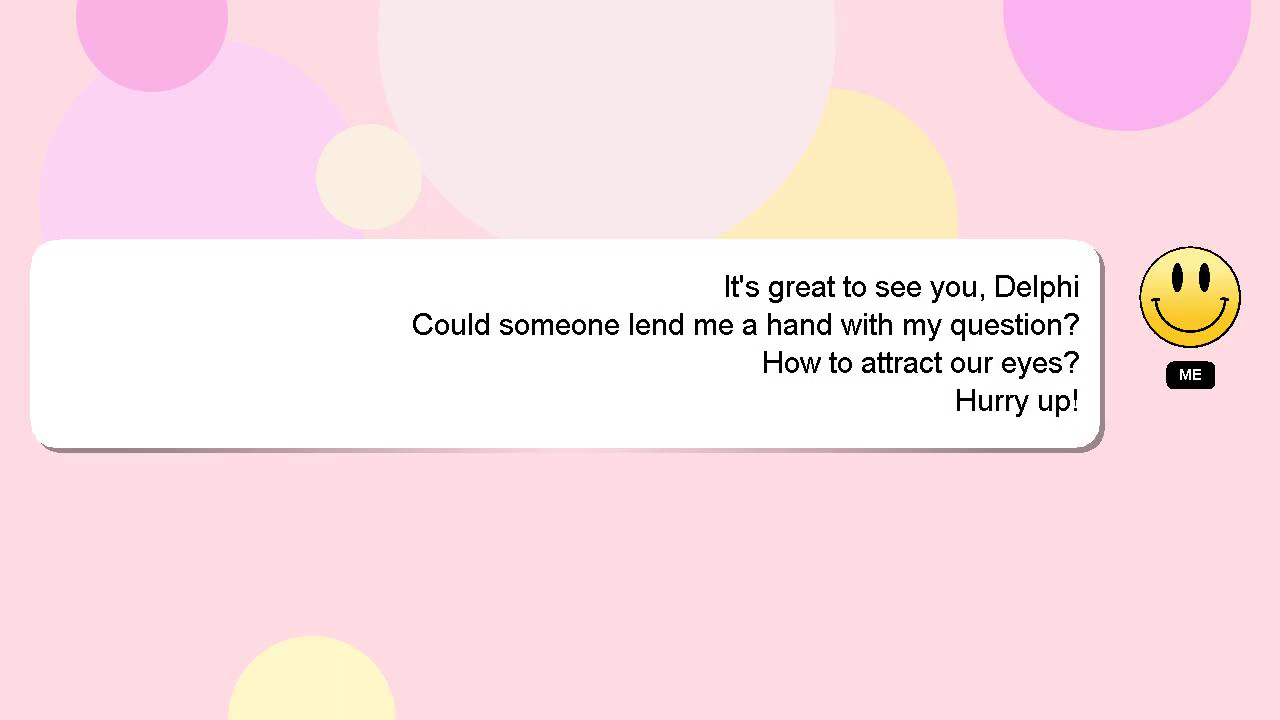 It's great to see you, Delphi
Could someone lend me a hand with my question?
How to attract our eyes?
Hurry up!
ME